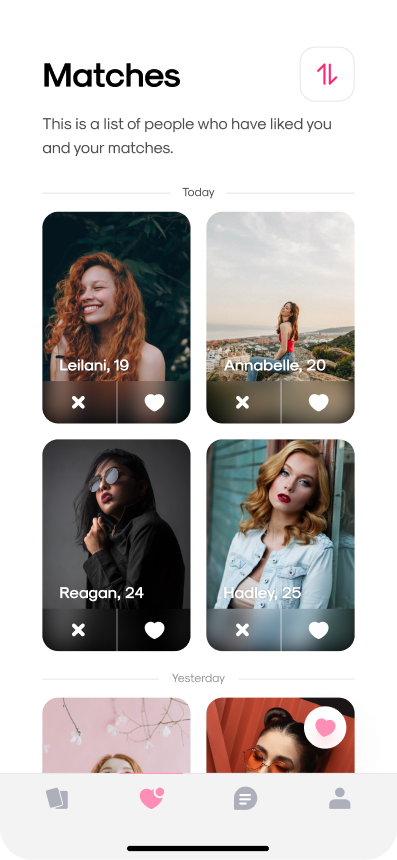 Matches
This is a list of people who have liked you
and your matches.
Today
Leilani, 19
Annabelle, 20
Reagan, 24
Hadley, 25
Yesterday